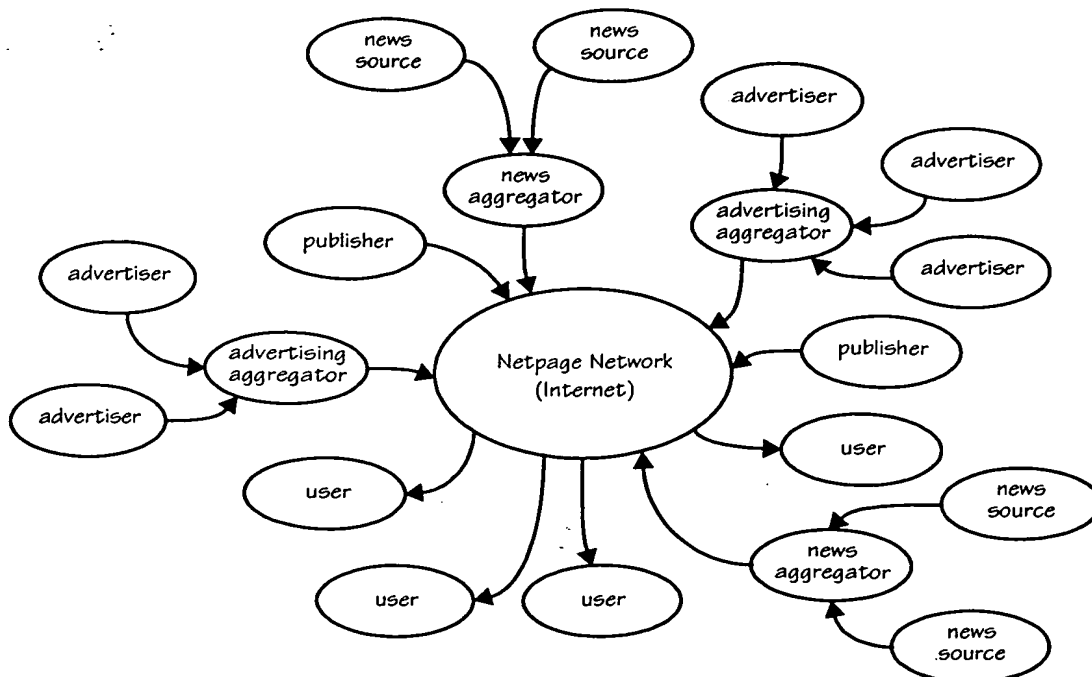 news
source
news
source
advertiser
advertiser
news
aggregator
advertising
aggregator
publisher
advertiser
advertiser
publisher
Netpage Network
(Internet)
advertising
aggregator
advertiser
user
user
news
source
news
aggregator
user
user
news
source